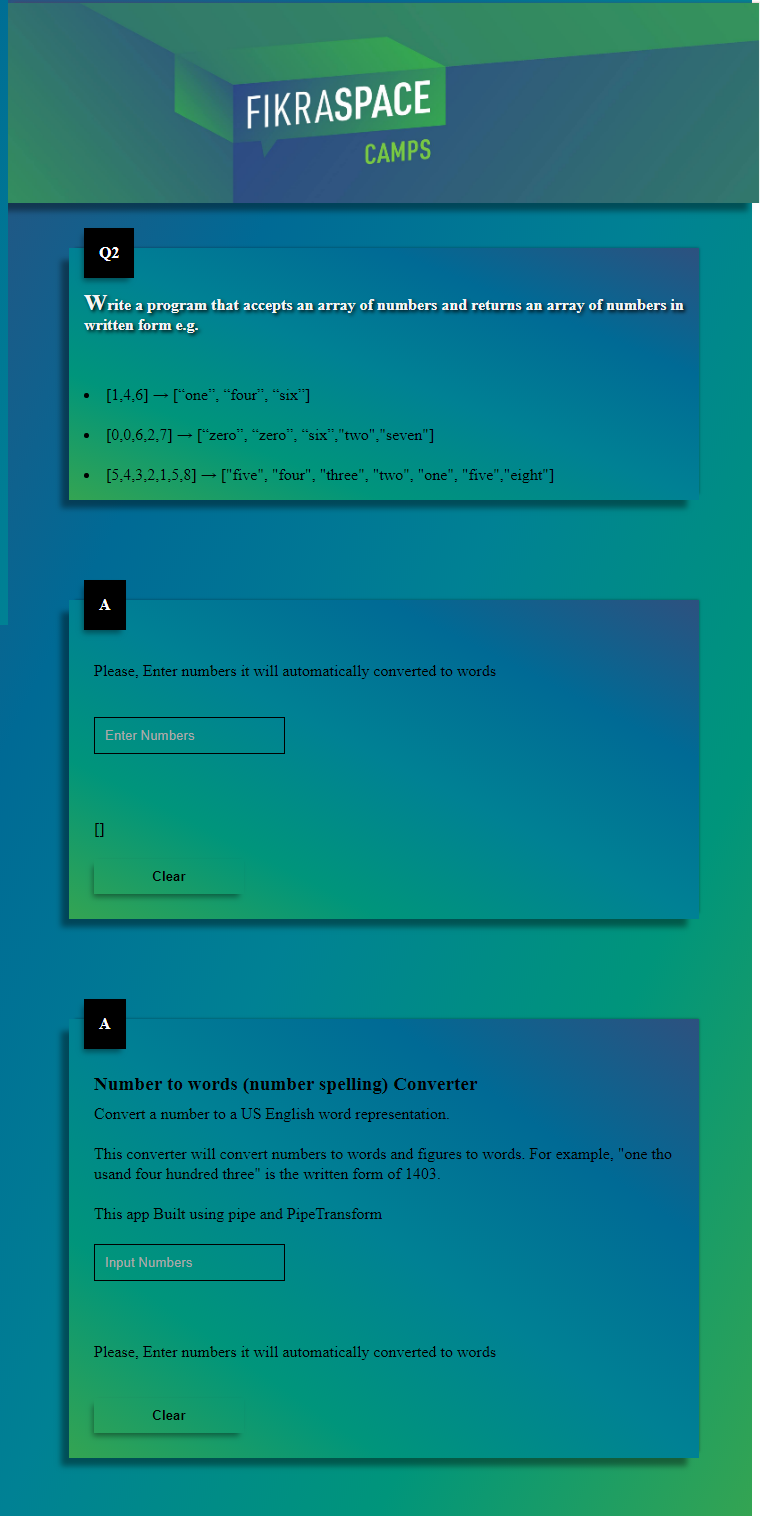 FIKRASPACE
CAMPS
Q2
Write a program that accepts an array of numbers and returns an array of numbers in
written form e.g.
• [1,4,6] → [“one”, “four”, “six”]
• [0,0,6,2,7] → [“zero”, “zero”, “six”,"two","seven"]
• [5,4,3,2,1,5,8] → ["five", "four", "three", "two", "one", "five","eight"]
A
Please, Enter numbers it will automatically converted to words
Enter Numbers
[]
Clear
A
Number to words (number spelling) Converter
Convert a number to a US English word representation.
This converter will convert numbers to words and figures to words. For example, "one tho
usand four hundred three" is the written form of 1403.
This app Built using pipe and PipeTransform
Input Numbers
Please, Enter numbers it will automatically converted to words
Clear